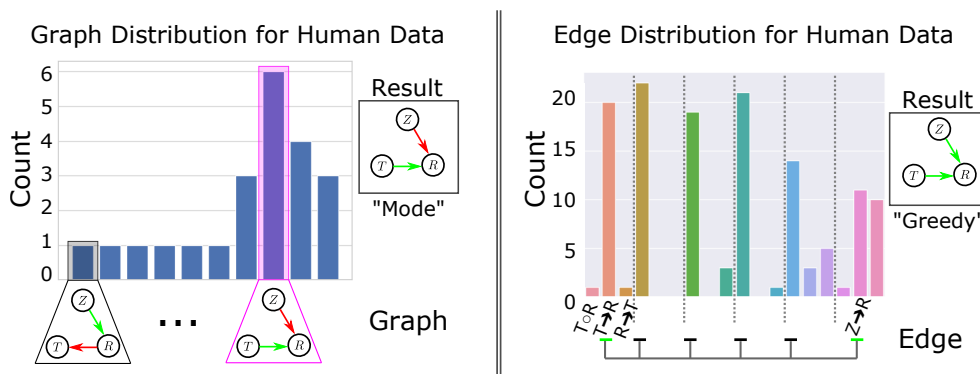 Graph Distribution for Human Data
Count
6
5
4
3
2
1
0
Result
Z
T
R
"Mode"
Z
T
R
...
Z
T
R
Graph
Edge Distribution for Human Data
Count
20
15
10
5
0
T○R
T→R
R→T
Z→R
Result
Z
T
R
"Greedy"
Edge